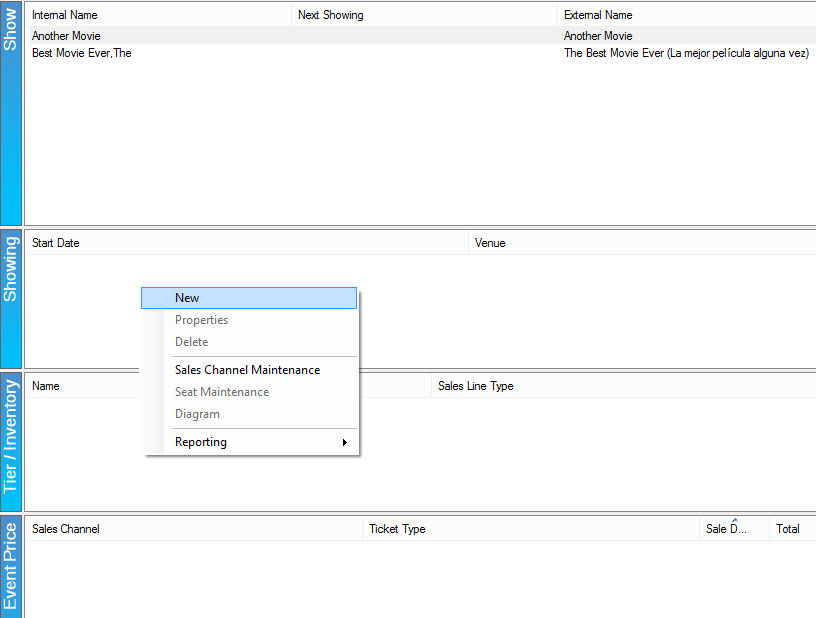 Show
Internal Name Next Showing External Name
Another Movie Another Movie
Best Movie Ever,The The Best Movie Ever (La mejor película alguna vez)
Showing
Start Date Venue
New
Properties
Delete
Sales Channel Maintenance
Seat Maintenance
Diagram
Reporting
Tier / Inventory
Name Sales Line Type
Event Price
Sales Channel Ticket Type Sale D... Total